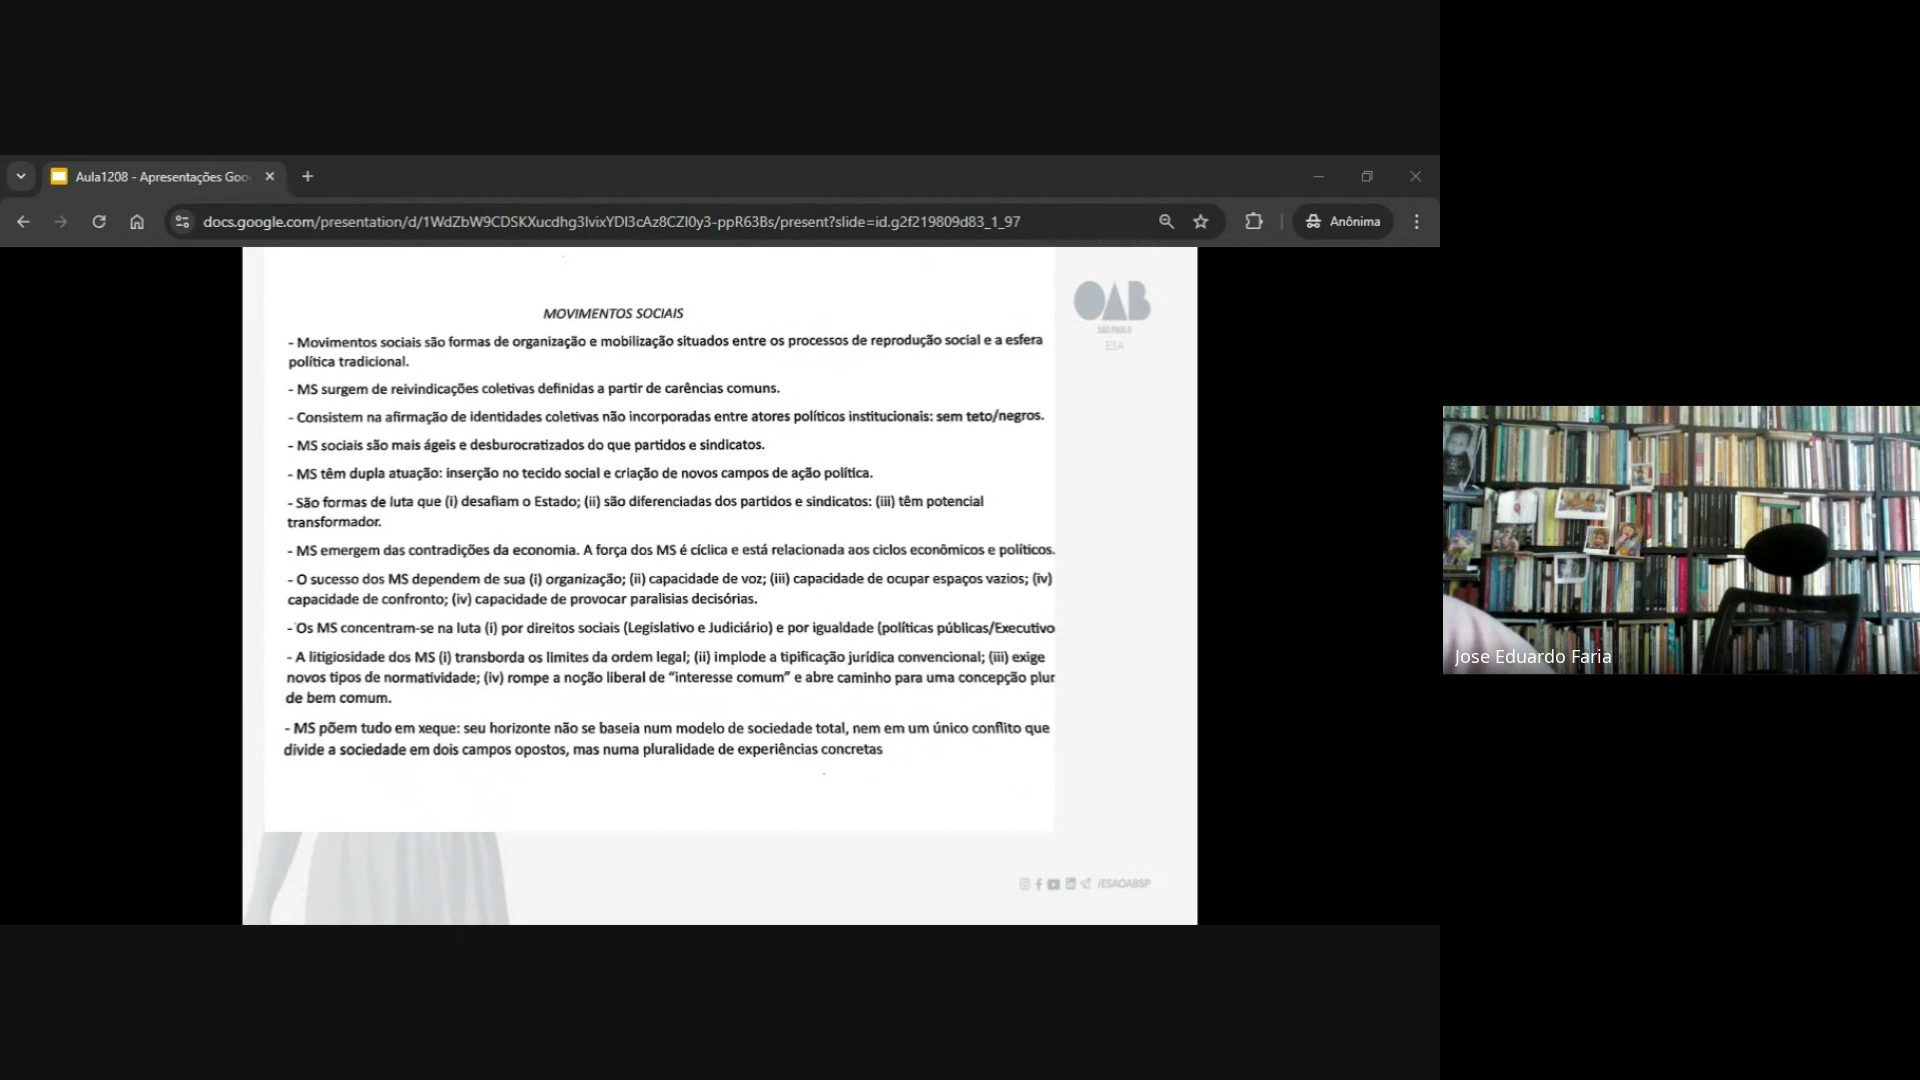 Aula1208 - Apresentações Goo
docs.google.com/presentation/d/1WdZbW9CDSKXucdhg3lvixYDl3cAz8CZl0y3-ppR63Bs/present?slide=id.g2f219809d83_1_97
Anônima
OAB
SÃO PAULO
ESA
MOVIMENTOS SOCIAIS
- Movimentos sociais são formas de organização e mobilização situados entre os processos de reprodução social e a esfera
política tradicional.
- MS surgem de reivindicações coletivas definidas a partir de carências comuns.
- Consistem na afirmação de identidades coletivas não incorporadas entre atores políticos institucionais: sem teto/negros.
- MS sociais são mais ágeis e desburocratizados do que partidos e sindicatos.
- MS têm dupla atuação: inserção no tecido social e criação de novos campos de ação política.
- São formas de luta que (i) desafiam o Estado; (ii) são diferenciadas dos partidos e sindicatos: (iii) têm potencial
transformador.
- MS emergem das contradições da economia. A força dos MS é cíclica e está relacionada aos ciclos econômicos e políticos.
- O sucesso dos MS dependem de sua (i) organização; (ii) capacidade de voz; (iii) capacidade de ocupar espaços vazios; (iv)
capacidade de confronto; (iv) capacidade de provocar paralisias decisórias.
- Os MS concentram-se na luta (i) por direitos sociais (Legislativo e Judiciário) e por igualdade (políticas públicas/Executivo
- A litigiosidade dos MS (i) transborda os limites da ordem legal; (ii) implode a tipificação jurídica convencional; (iii) exige
novos tipos de normatividade; (iv) rompe a noção liberal de “interesse comum” e abre caminho para uma concepção plur
de bem comum.
- MS põem tudo em xeque: seu horizonte não se baseia num modelo de sociedade total, nem em um único conflito que
divide a sociedade em dois campos opostos, mas numa pluralidade de experiências concretas
/ESAOABSP
Jose Eduardo Faria